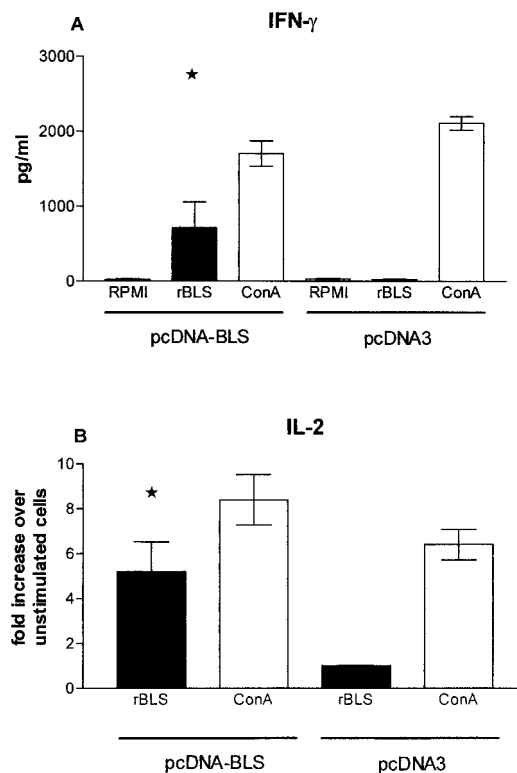 A
IFN-γ
★
3000
2000
1000
0
pg/ml
RPMI rBLS ConA RPMI rBLS ConA
pcDNA-BLS pcDNA3
B
IL-2
★
10
8
6
4
2
0
fold increase over
unstimulated cells
rBLS ConA rBLS ConA
pcDNA-BLS pcDNA3